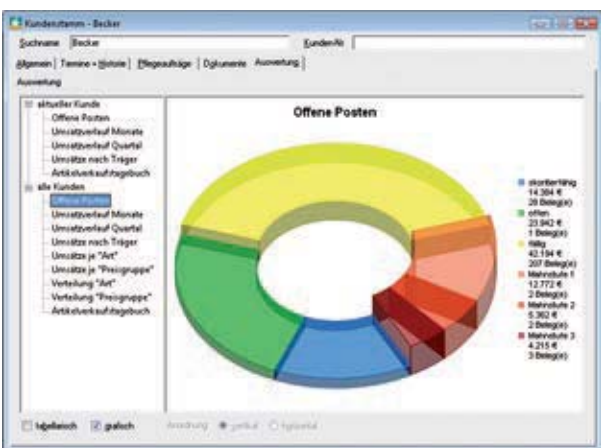 Kundenstamm - Becker
Suchname Becker Kunden-Nr
Allgemein Termine + Historie Pflegeaufträge Dokumente Auswertung
Auswertung
aktueller Kunde
Offene Posten
Umsatzverlauf Monate
Umsatzverlauf Quartal
Umsätze nach Träger
Artikelverkaufstagebuch
alle Kunden
Offene Posten
Umsatzverlauf Monate
Umsatzverlauf Quartal
Umsätze nach Träger
Umsätze je "Art"
Umsätze je "Preisgruppe"
Verteilung "Art"
Verteilung "Preisgruppe"
Artikelverkaufstagebuch
Offene Posten
skontierfähig
14.384 €
28 Beleg(e)
offen
23.942 €
1 Beleg(e)
fällig
42.194 €
207 Beleg(e)
Mahnstufe 1
12.772 €
2 Beleg(e)
Mahnstufe 2
5.362 €
2 Beleg(e)
Mahnstufe 3
4.215 €
3 Beleg(e)
tabellarisch grafisch Anordnung vertikal horizontal